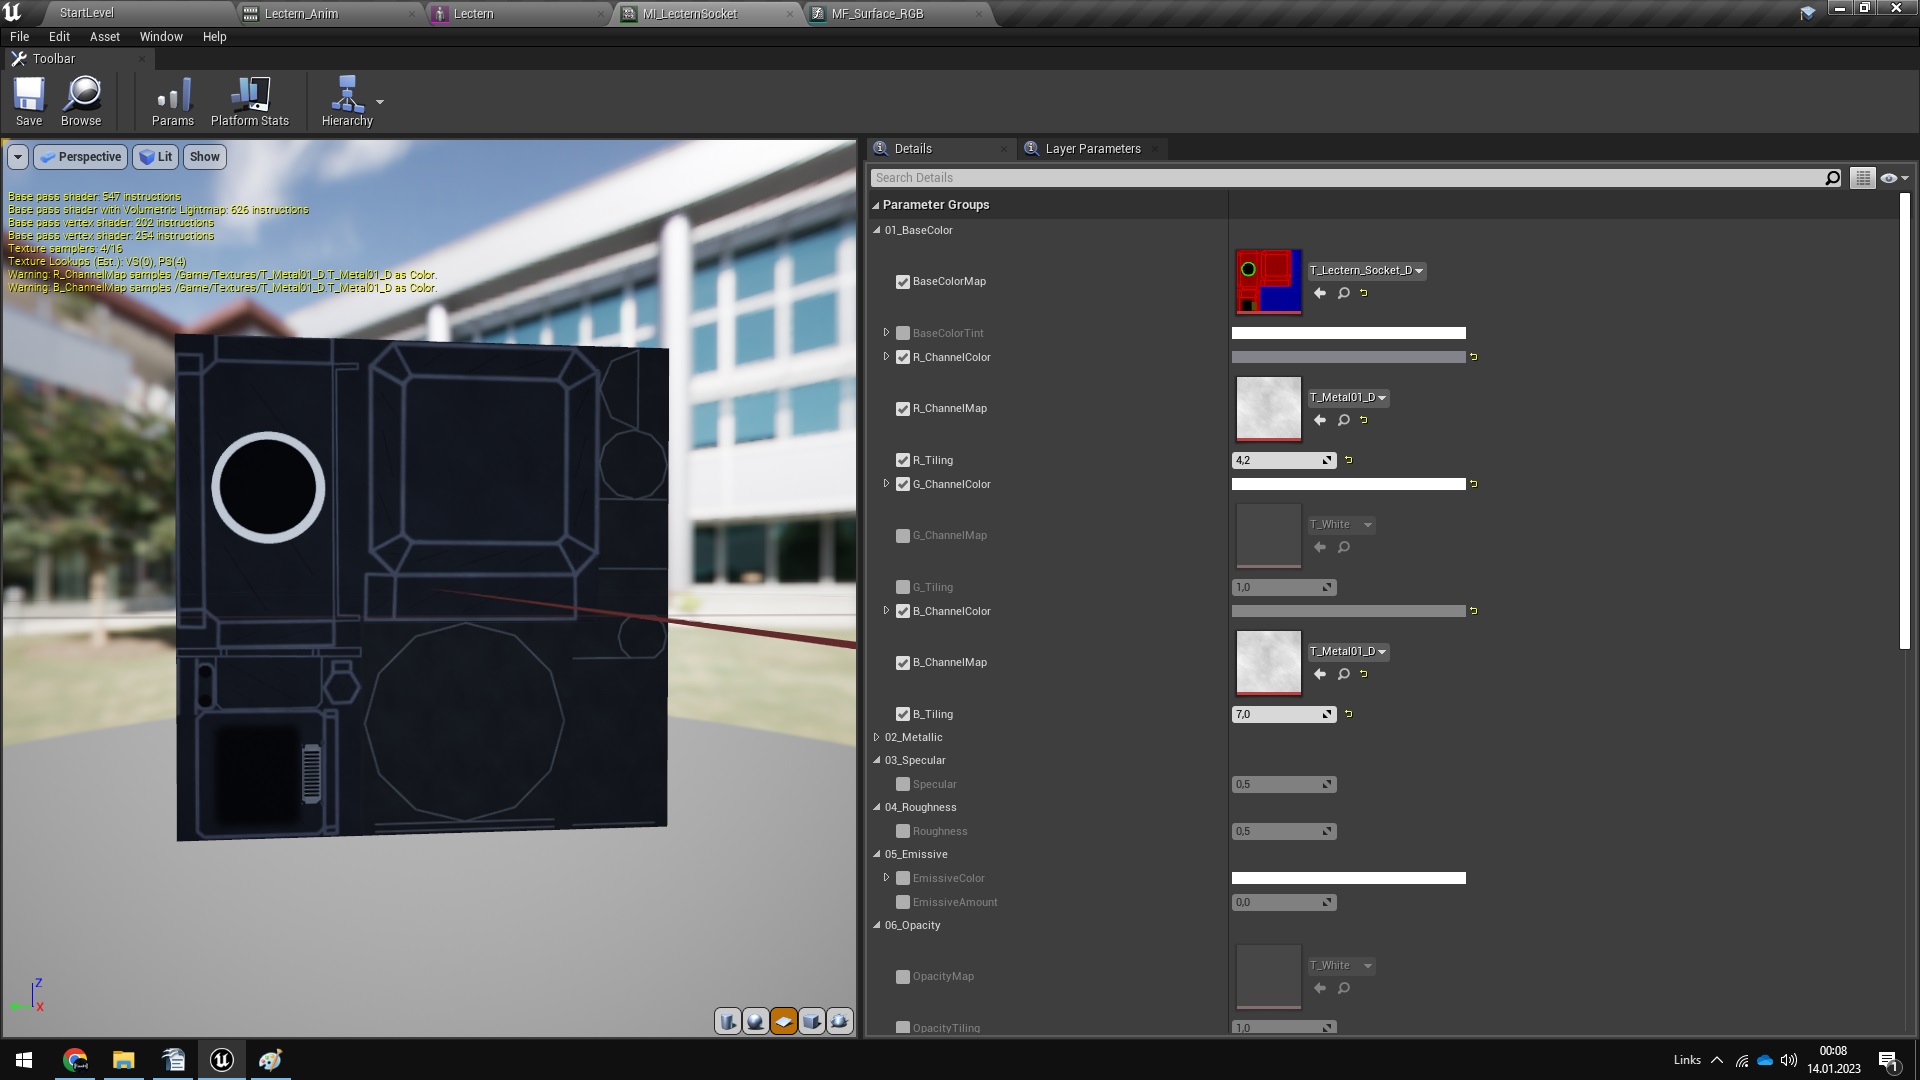 StartLevel
Lectern_Anim
Lectern
MI_LecternSocket
MF_Surface_RGB
File Edit Asset Window Help
Toolbar
Save
Browse
Params
Platform Stats
Hierarchy
Perspective
Lit
Show
Base pass shader: 547 instructions
Base pass shader with Volumetric Lightmap: 626 instructions
Base pass vertex shader: 202 instructions
Base pass vertex shader: 254 instructions
Texture samplers: 4/16
Texture Lookups (Est.): VS(0), PS(4)
Warning: R_ChannelMap samples /Game/Textures/T_Metal01_D.T_Metal01_D as Color.
Warning: B_ChannelMap samples /Game/Textures/T_Metal01_D.T_Metal01_D as Color.
Z
X
Details
Layer Parameters
Search Details
Parameter Groups
01_BaseColor
BaseColorMap
T_Lectern_Socket_D
BaseColorTint
R_ChannelColor
R_ChannelMap
T_Metal01_D
R_Tiling
4,2
G_ChannelColor
G_ChannelMap
T_White
G_Tiling
1,0
B_ChannelColor
B_ChannelMap
T_Metal01_D
B_Tiling
7,0
02_Metallic
03_Specular
Specular
0,5
04_Roughness
Roughness
0,5
05_Emissive
EmissiveColor
EmissiveAmount
0,0
06_Opacity
OpacityMap
T_White
OpacityTiling
1,0
Links
00:08
14.01.2023
1